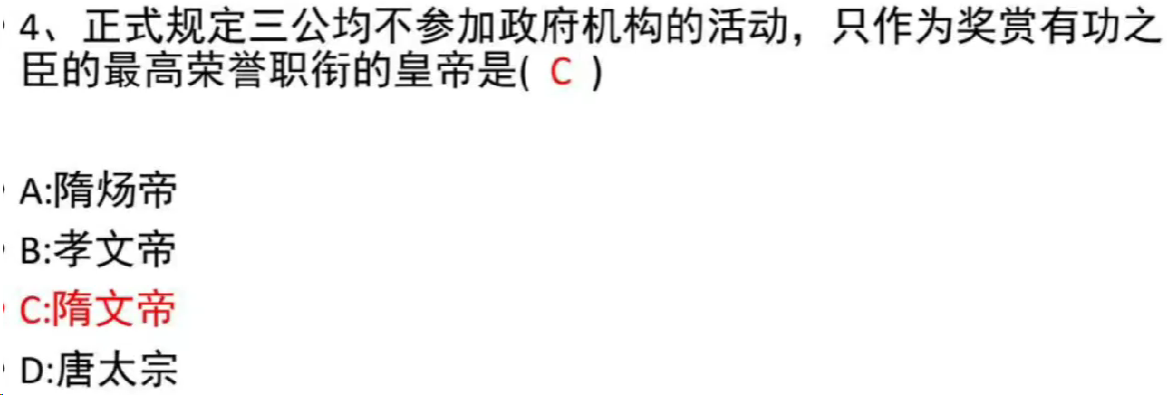 4、正式规定三公均不参加政府机构的活动，只作为奖赏有功之
臣的最高荣誉职衔的皇帝是( C )
A:隋炀帝
B:孝文帝
C:隋文帝
D:唐太宗